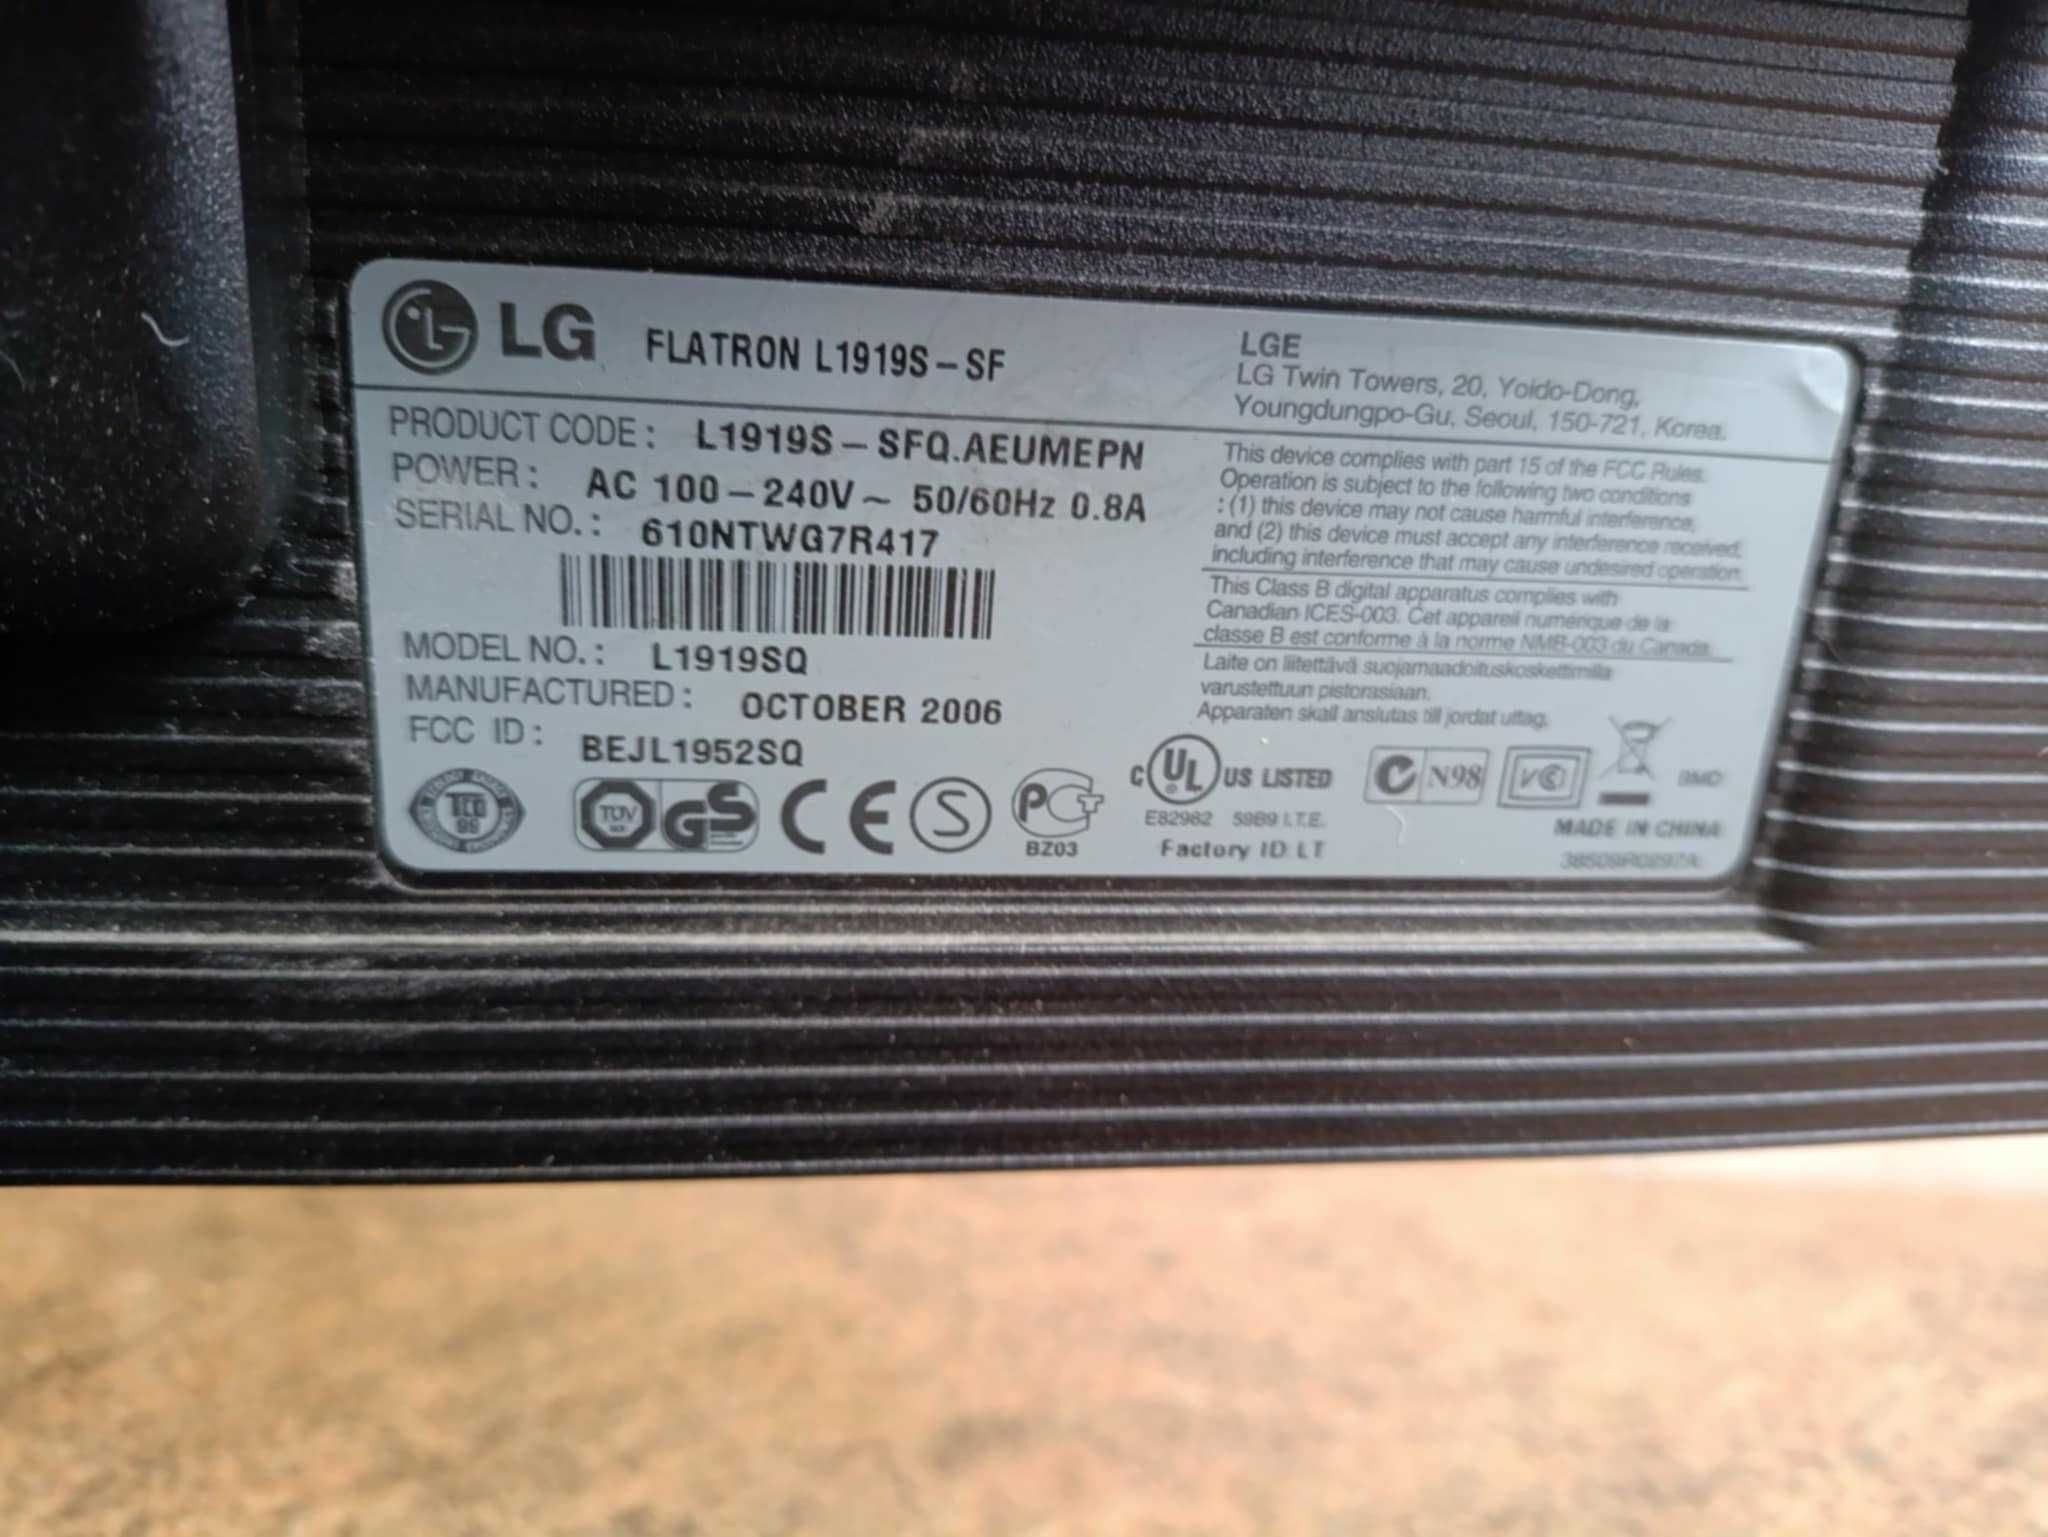 LG FLATRON L1919S-SF
LGE
LG Twin Towers, 20, Yoido-Dong,
Youngdungpo-Gu, Seoul, 150-721, Korea.
PRODUCT CODE : L1919S-SFQ.AEUMEPN
POWER : AC 100-240V~ 50/60Hz 0.8A
SERIAL NO. : 610NTWG7R417
MODEL NO. : L1919SQ
MANUFACTURED : OCTOBER 2006
FCC ID : BEJL1952SQ
This device complies with part 15 of the FCC Rules.
Operation is subject to the following two conditions
: (1) this device may not cause harmful interference,
and (2) this device must accept any interference received,
including interference that may cause undesired operation.
This Class B digital apparatus complies with
Canadian ICES-003. Cet appareil numérique de la
classe B est conforme à la norme NMB-003 du Canada.
Laite on liitettävä suojamaadoituskoskettimilla
varustettuun pistorasiaan.
Apparaten skall anslutas till jordat uttag.
TCO 99
TÜV GS CE S PCT
BZ03
C UL US LISTED
E82982 59B9 I.T.E.
Factory ID LT
N98
VCI
MADE IN CHINA